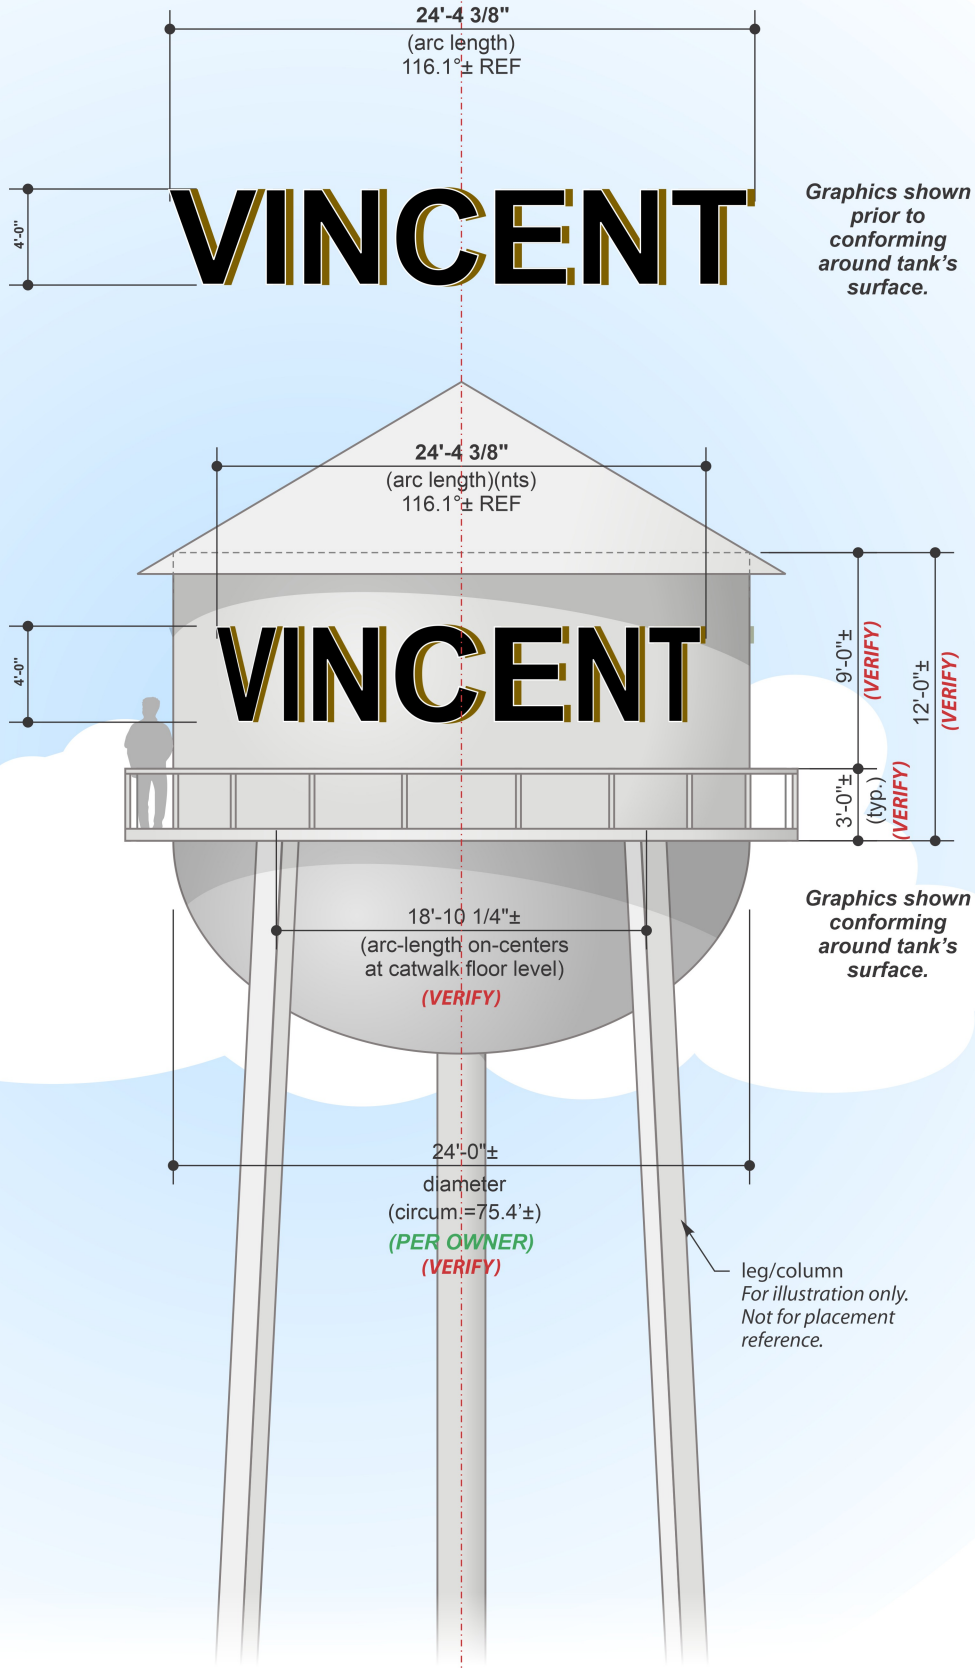 24'-4 3/8"
(arc length)
116.1°± REF
4'-0"
VINCENT
Graphics shown
prior to
conforming
around tank's
surface.
24'-4 3/8"
(arc length)(nts)
116.1°± REF
4'-0"
VINCENT
9'-0"±
(VERIFY)
12'-0"±
(VERIFY)
3'-0"±
(typ.)
(VERIFY)
Graphics shown
conforming
around tank's
surface.
18'-10 1/4"±
(arc-length on-centers
at catwalk floor level)
(VERIFY)
24'-0"±
diameter
(circum.=75.4'±)
(PER OWNER)
(VERIFY)
leg/column
For illustration only.
Not for placement
reference.